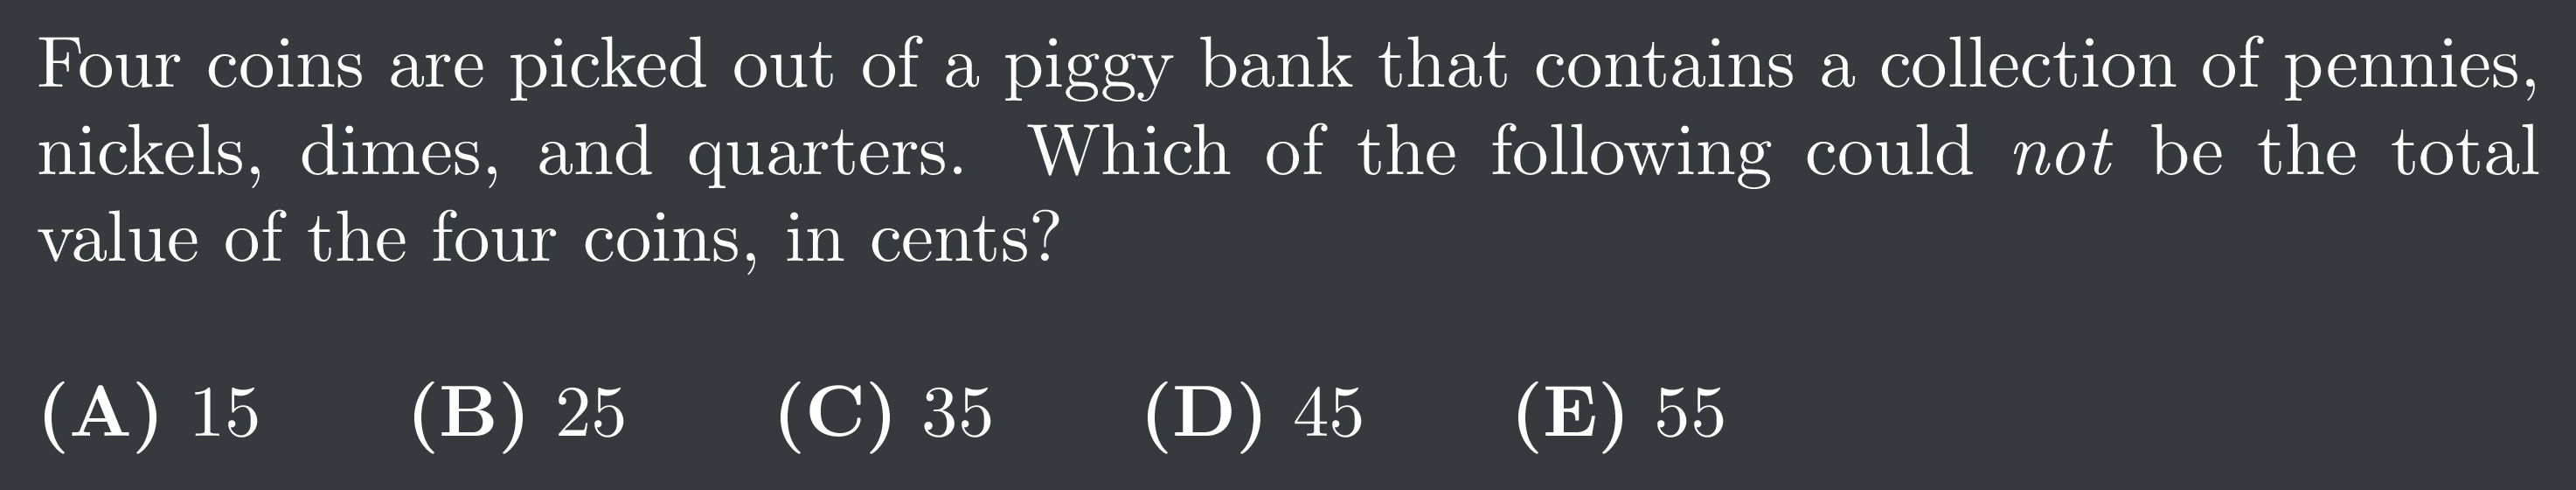 Four coins are picked out of a piggy bank that contains a collection of pennies,
nickels, dimes, and quarters. Which of the following could not be the total
value of the four coins, in cents?
(A) 15 (B) 25 (C) 35 (D) 45 (E) 55